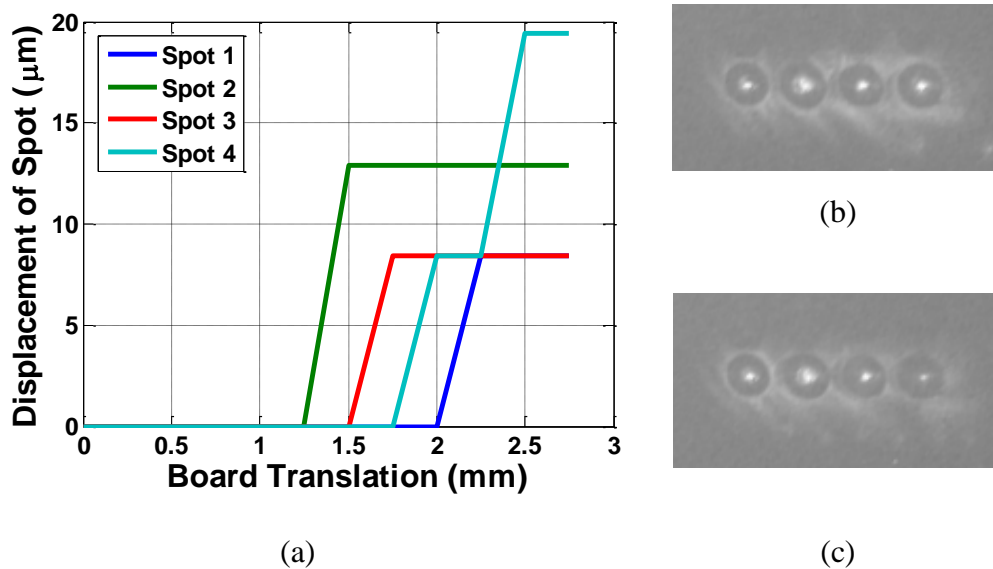 20
15
10
5
0
Displacement of Spot (μm)
Spot 1
Spot 2
Spot 3
Spot 4
0 0.5 1 1.5 2 2.5 3
Board Translation (mm)
(a)
(b)
(c)